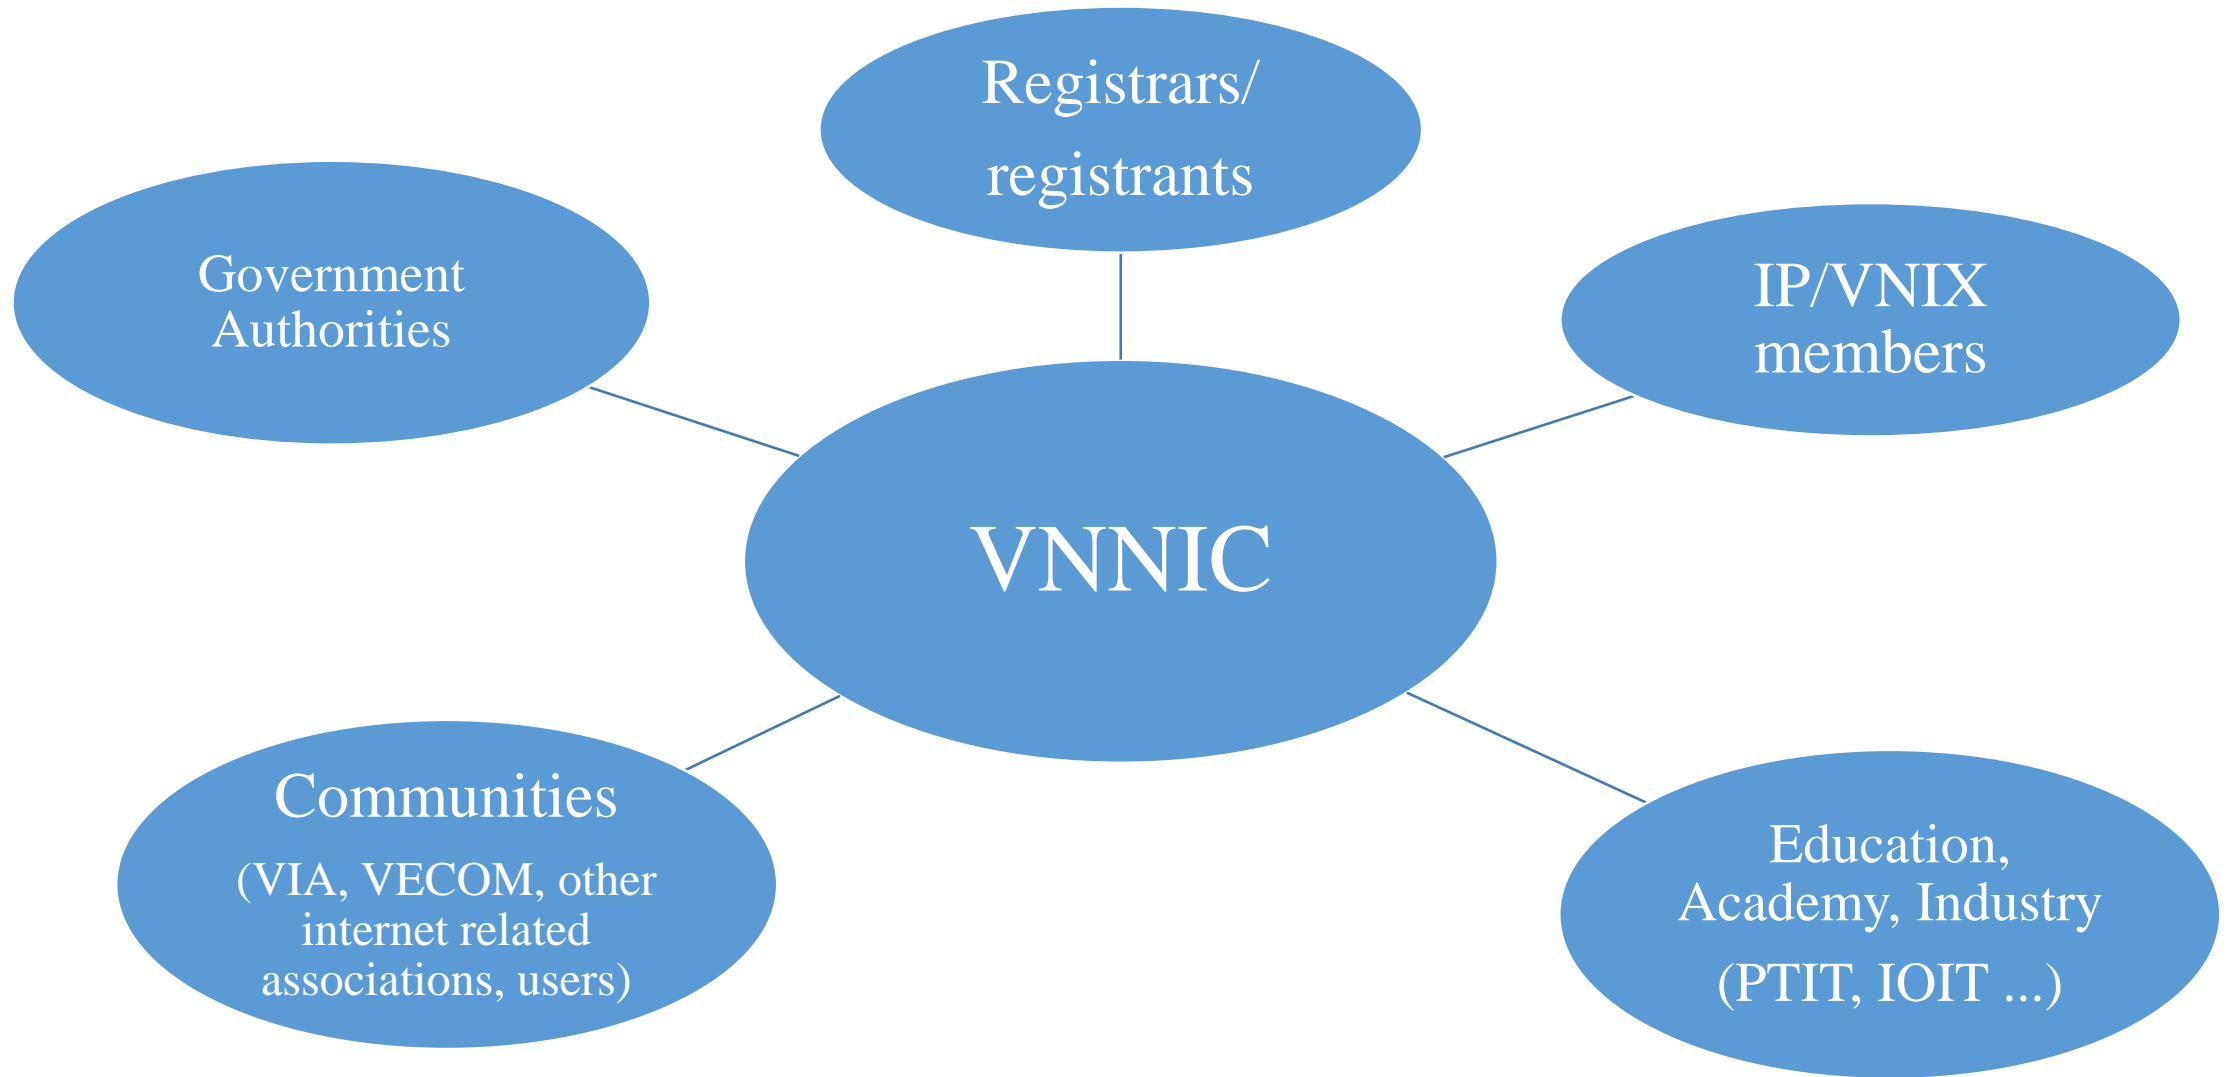 Registrars/
registrants
Government
Authorities
IP/VNIX
members
VNNIC
Communities
(VIA, VECOM, other
internet related
associations, users)
Education,
Academy, Industry
(PTIT, IOIT ...)